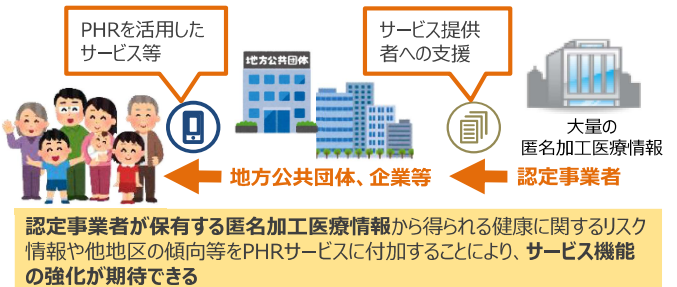 PHRを活用した
サービス等
サービス提供
者への支援
地方公共団体
大量の
匿名加工医療情報
地方公共団体、企業等
認定事業者
認定事業者が保有する匿名加工医療情報から得られる健康に関するリスク
情報や他地区の傾向等をPHRサービスに付加することにより、サービス機能
の強化が期待できる